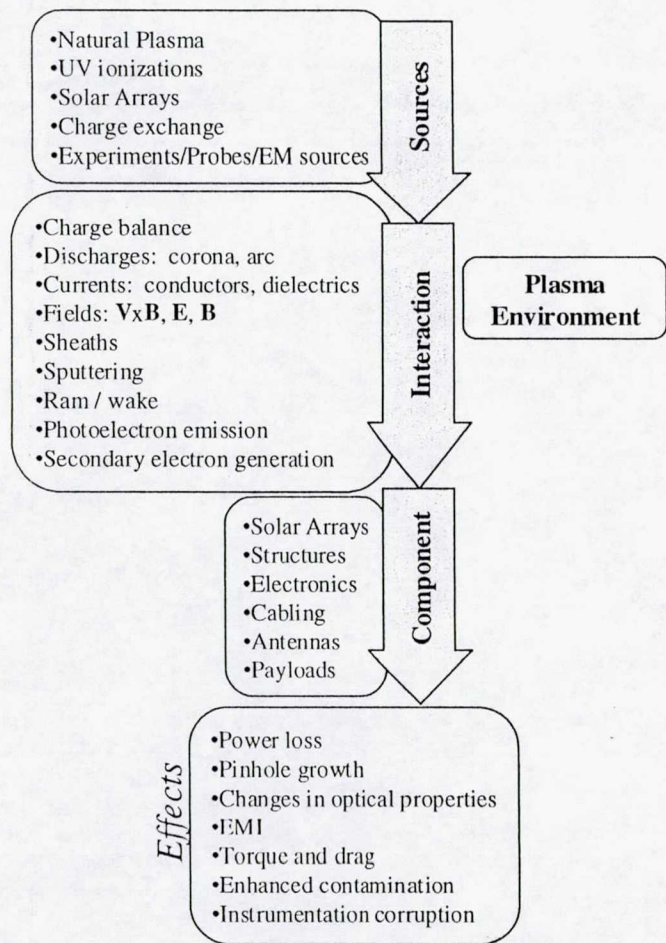 •Natural Plasma
•UV ionizations
•Solar Arrays
•Charge exchange
•Experiments/Probes/EM sources
Sources
•Charge balance
•Discharges: corona, arc
•Currents: conductors, dielectrics
•Fields: VxB, E, B
•Sheaths
•Sputtering
•Ram / wake
•Photoelectron emission
•Secondary electron generation
Interaction
Plasma
Environment
•Solar Arrays
•Structures
•Electronics
•Cabling
•Antennas
•Payloads
Component
Effects
•Power loss
•Pinhole growth
•Changes in optical properties
•EMI
•Torque and drag
•Enhanced contamination
•Instrumentation corruption